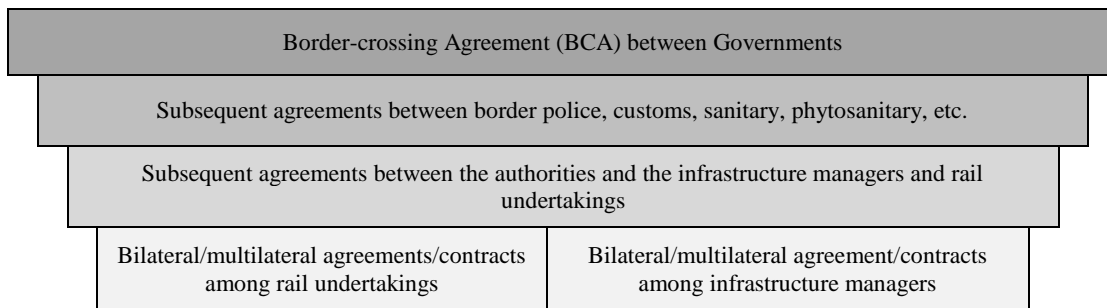 Border-crossing Agreement (BCA) between Governments
Subsequent agreements between border police, customs, sanitary, phytosanitary, etc.
Subsequent agreements between the authorities and the infrastructure managers and rail
undertakings
Bilateral/multilateral agreements/contracts
among rail undertakings
Bilateral/multilateral agreement/contracts
among infrastructure managers